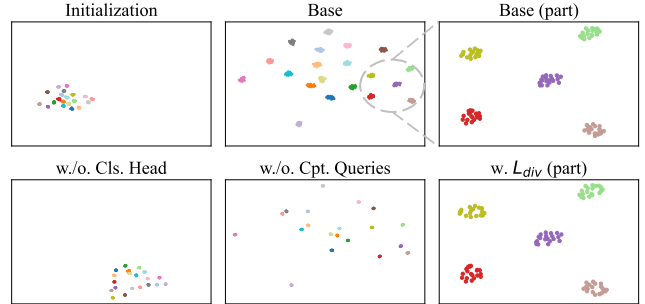 Initialization
Base
Base (part)
w./o. Cls. Head
w./o. Cpt. Queries
w. L_div (part)